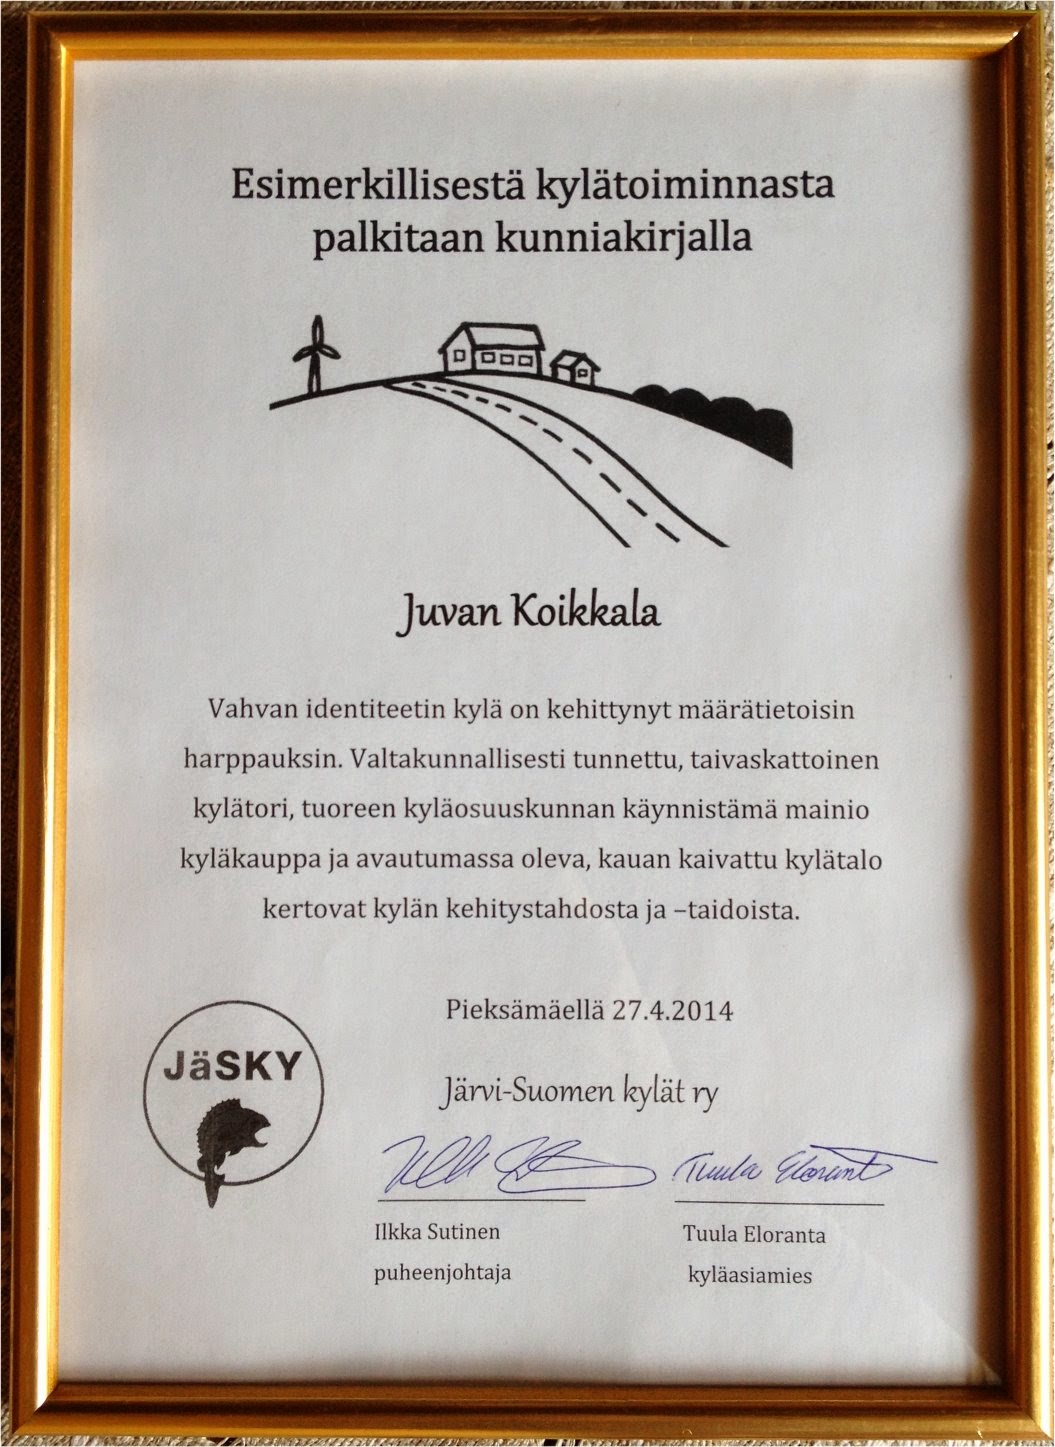 Esimerkillisestä kylätoiminnasta
palkitaan kunniakirjalla
Juvan Koikkala
Vahvan identiteetin kylä on kehittynyt määrätietoisin
harppauksin. Valtakunnallisesti tunnettu, taivaskattoinen
kylätori, tuoreen kyläosuuskunnan käynnistämä mainio
kyläkauppa ja avautumassa oleva, kauan kaivattu kylätalo
kertovat kylän kehitystahdosta ja –taidoista.
Pieksämäellä 27.4.2014
JäSKY
Järvi-Suomen kylät ry
Tuula Eloranta
Ilkka Sutinen
Tuula Eloranta
puheenjohtaja
kyläasiamies